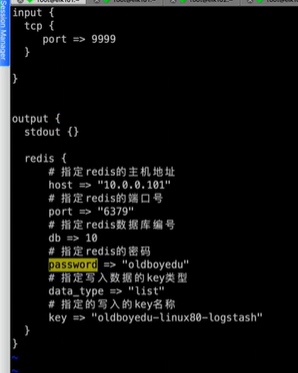 Session Manager
input {
  tcp {
     port => 9999
  }

}

output {
  stdout {}

  redis {
      # 指定redis的主机地址
      host => "10.0.0.101"
      # 指定redis的端口号
      port => "6379"
      # 指定redis数据库编号
      db => 10
      # 指定redis的密码
      password => "oldboyedu"
      # 指定写入数据的key类型
      data_type => "list"
      # 指定的写入的key名称
      key => "oldboyedu-linux80-logstash"
  }
}
~
~